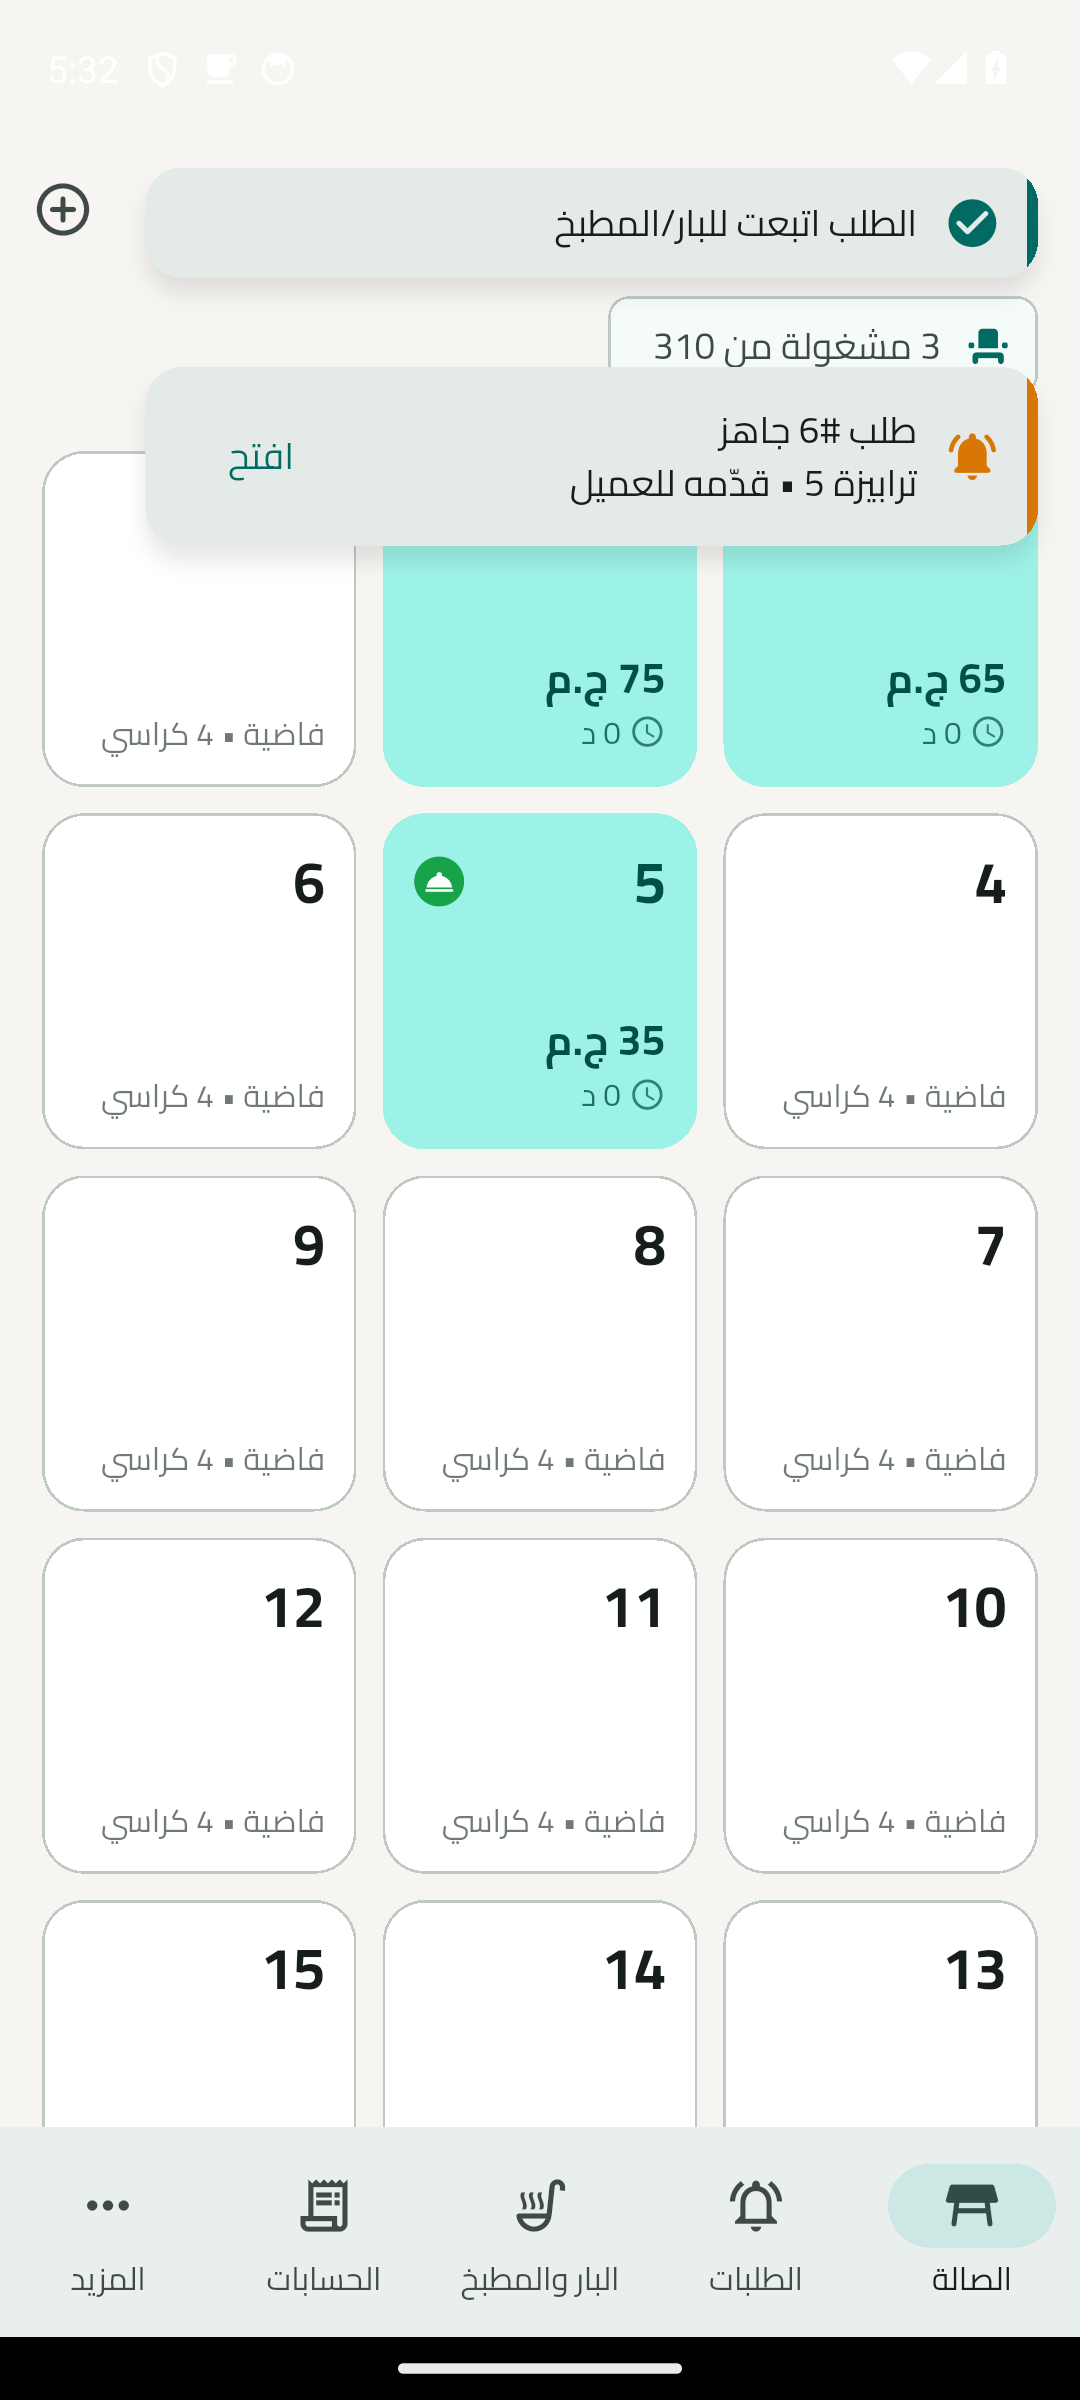 5:32
الطلب اتبعت للبار/المطبخ
3 مشغولة من 310
طلب #6 جاهز
ترابيزة 5 • قدّمه للعميل
افتح
65 ج.م
0 د
75 ج.م
0 د
فاضية • 4 كراسي
4
فاضية • 4 كراسي
5
35 ج.م
0 د
6
فاضية • 4 كراسي
7
فاضية • 4 كراسي
8
فاضية • 4 كراسي
9
فاضية • 4 كراسي
10
فاضية • 4 كراسي
11
فاضية • 4 كراسي
12
فاضية • 4 كراسي
13
14
15
الصالة
الطلبات
البار والمطبخ
الحسابات
المزيد